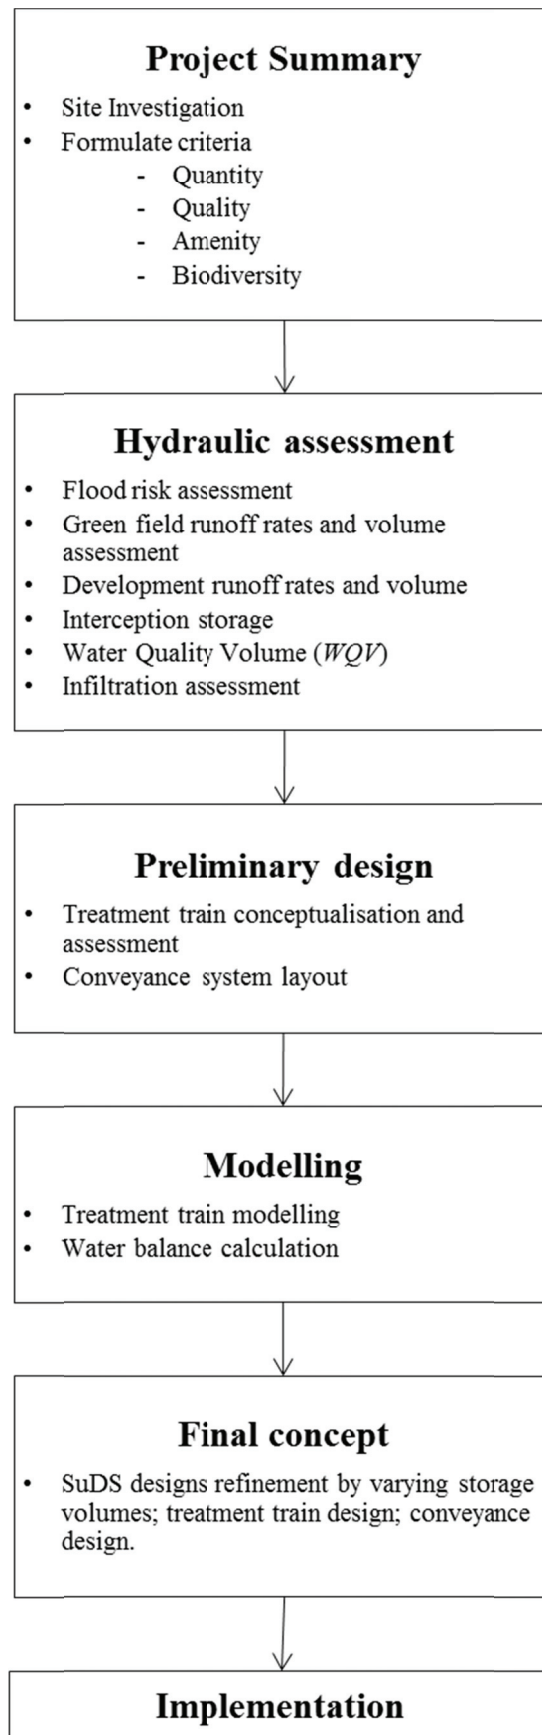 Project Summary
• Site Investigation
• Formulate criteria
- Quantity
- Quality
- Amenity
- Biodiversity
Hydraulic assessment
• Flood risk assessment
• Green field runoff rates and volume
assessment
• Development runoff rates and volume
• Interception storage
• Water Quality Volume (WQV)
• Infiltration assessment
Preliminary design
• Treatment train conceptualisation and
assessment
• Conveyance system layout
Modelling
• Treatment train modelling
• Water balance calculation
Final concept
• SuDS designs refinement by varying storage
volumes; treatment train design; conveyance
design.
Implementation